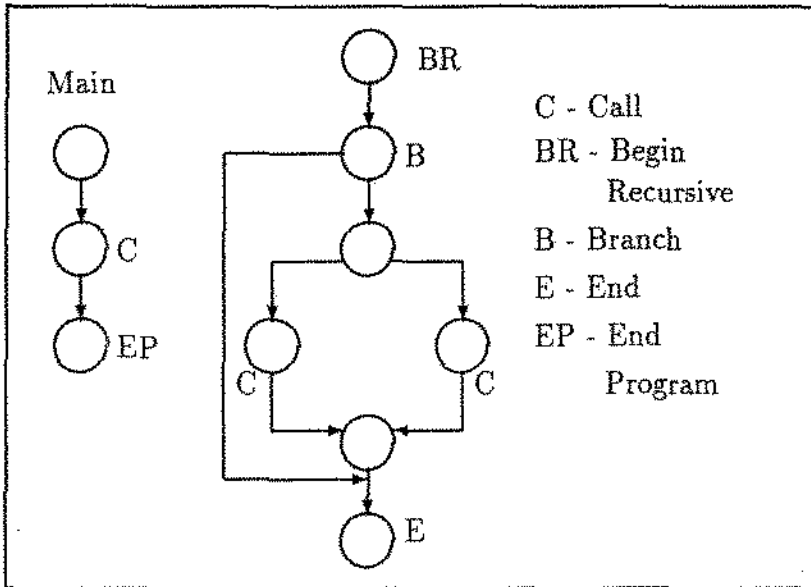 Main
C
EP
BR
B
C
C
E
C - Call
BR - Begin
Recursive
B - Branch
E - End
EP - End
Program